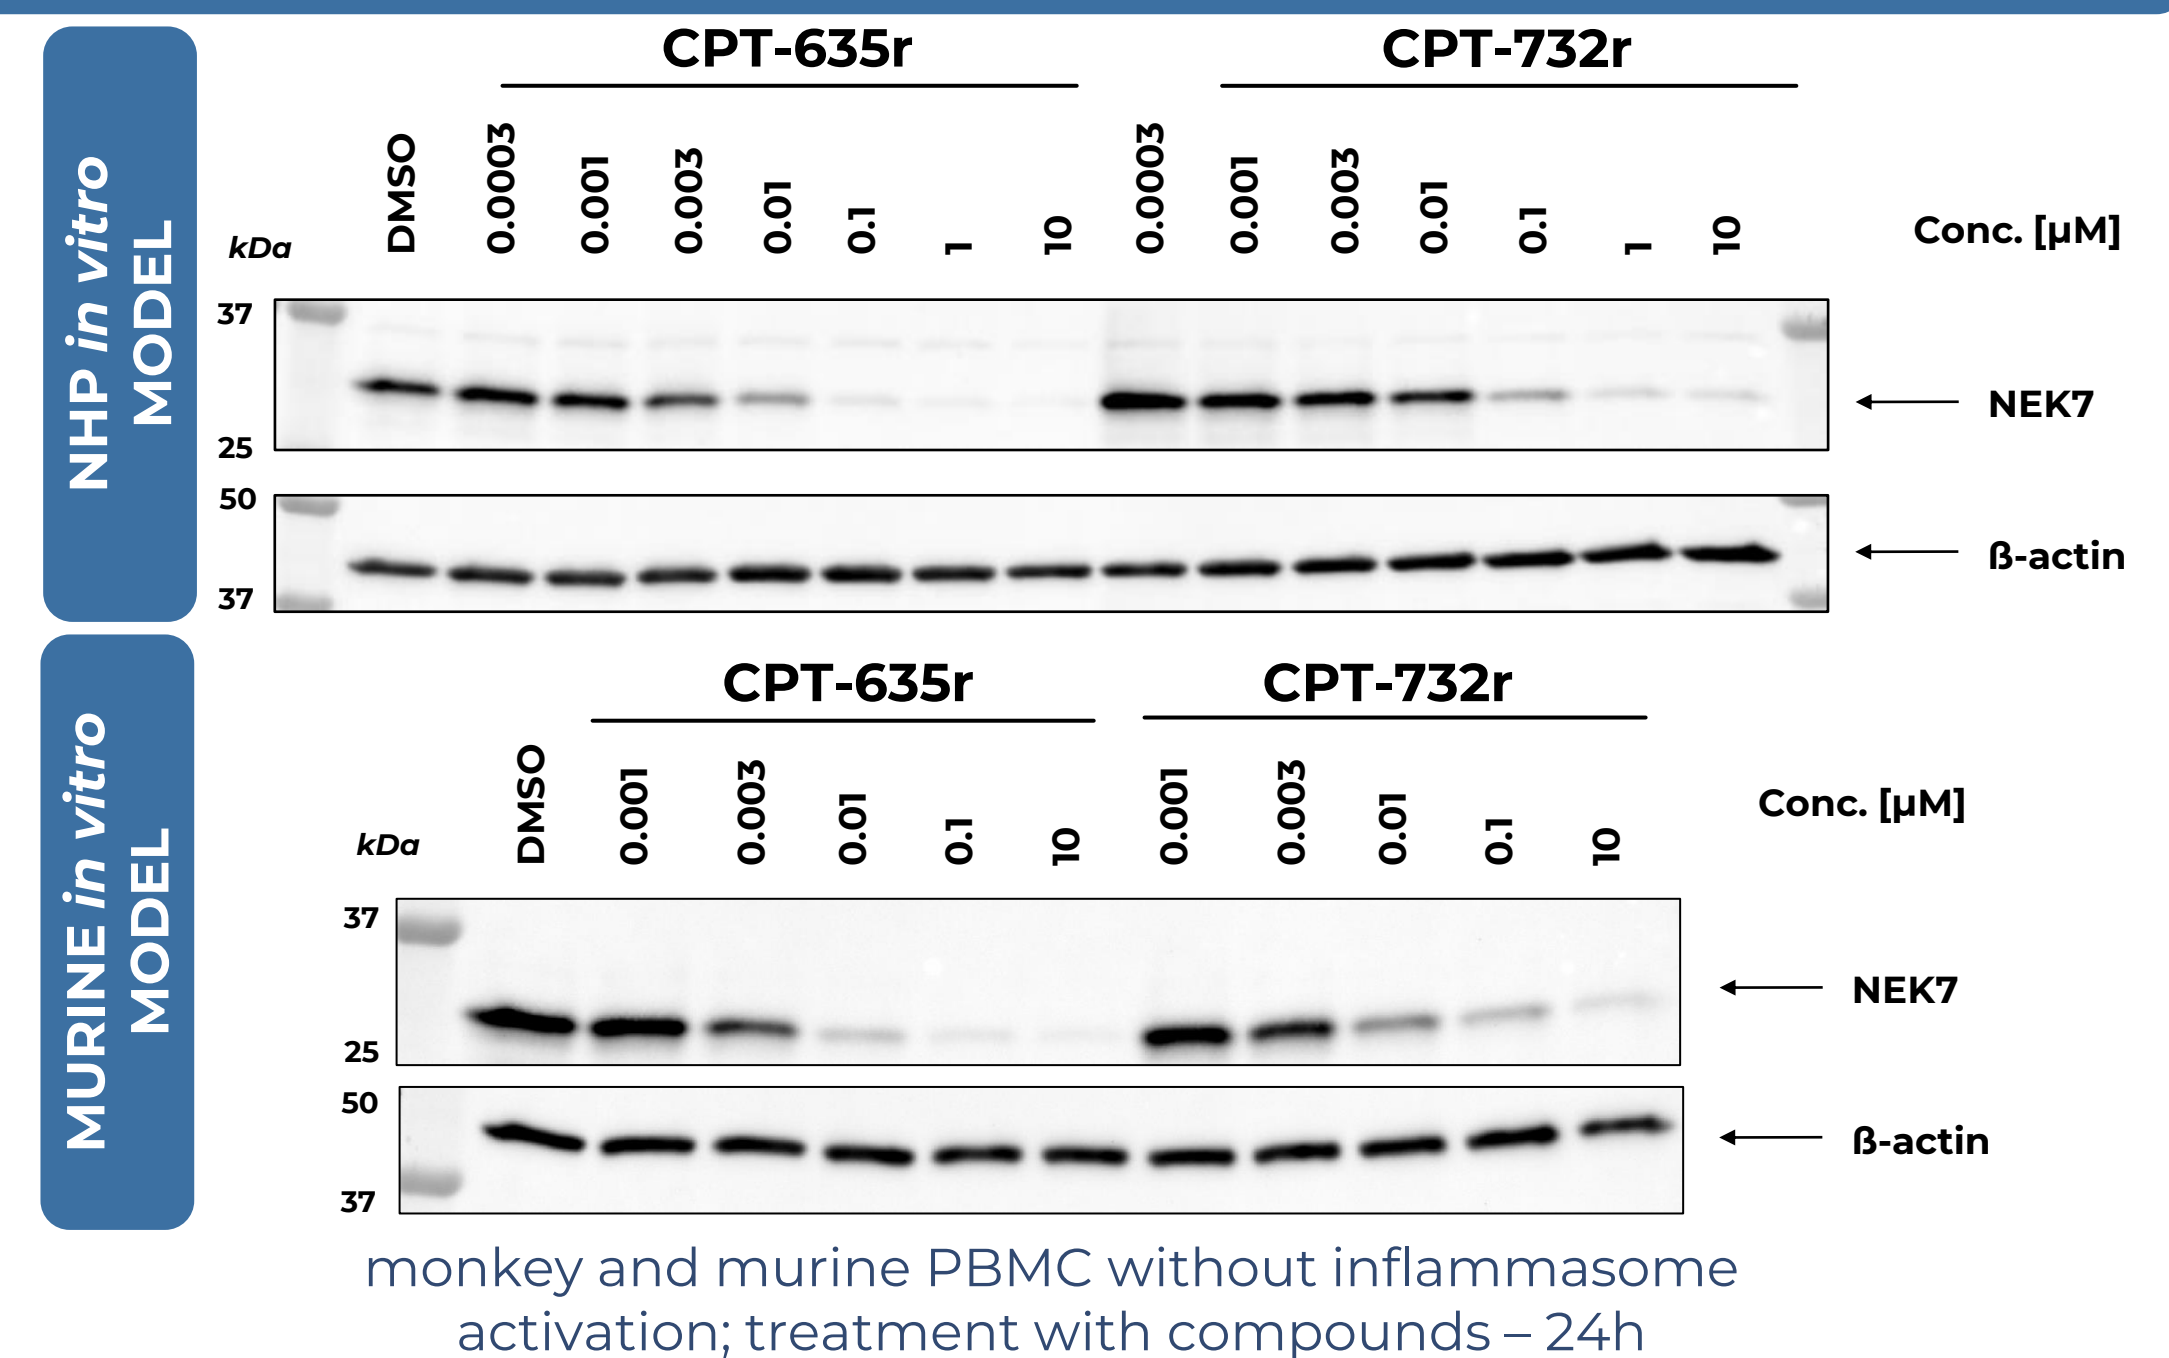 NHP in vitro
MODEL
CPT-635r
CPT-732r
kDa
DMSO
0.0003
0.001
0.003
0.01
0.1
1
10
0.0003
0.001
0.003
0.01
0.1
1
10
Conc. [µM]
37
25
NEK7
50
37
ß-actin
MURINE in vitro
MODEL
CPT-635r
CPT-732r
kDa
DMSO
0.001
0.003
0.01
0.1
10
0.001
0.003
0.01
0.1
10
Conc. [µM]
37
25
NEK7
50
37
ß-actin
monkey and murine PBMC without inflammasome
activation; treatment with compounds – 24h